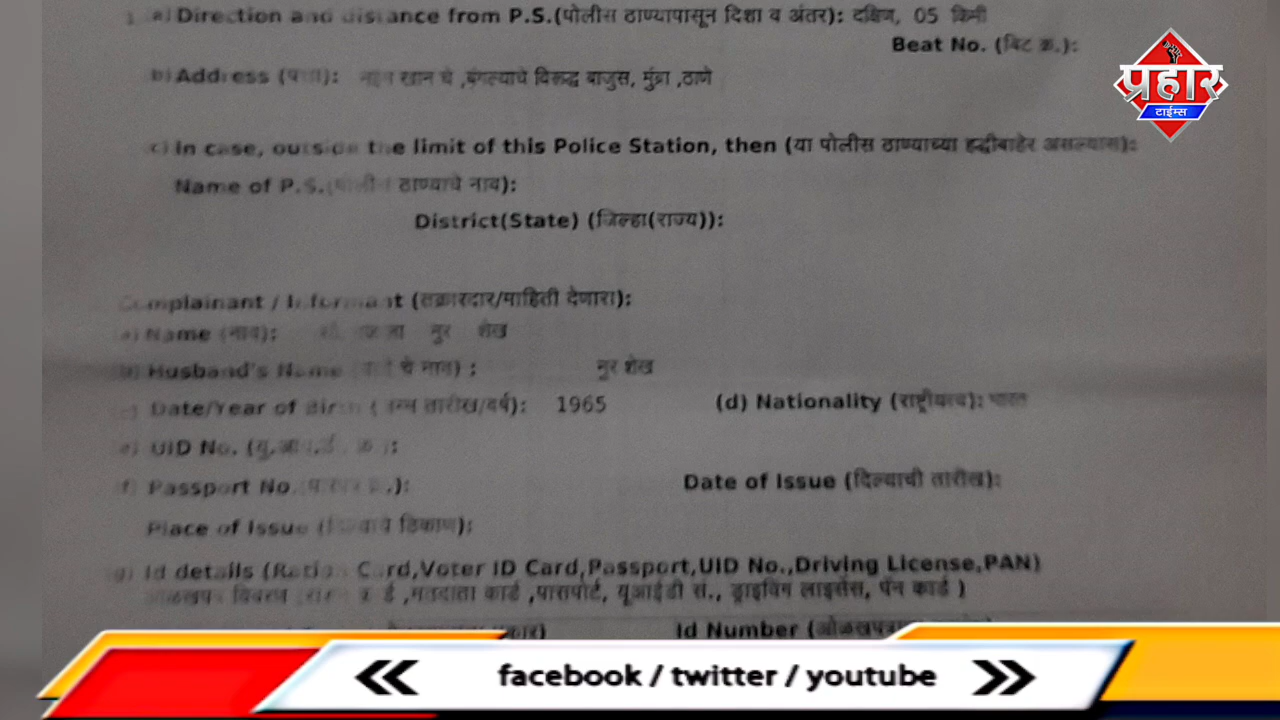 a) Direction and distance from P.S.(पोलीस ठाण्यापासून दिशा व अंतर): दक्षिण, 05 किमी
Beat No. (बिट क्र.):
प्रहार
टाईम्स
b) Address (पत्ता): खान चे ,बंगल्याचे विरूद्ध बाजुस, मुंब्रा ,ठाणे
c) In case, outside the limit of this Police Station, then (या पोलीस ठाण्याच्या हद्दीबाहेर असल्यास):
Name of P.S.(पोलीस ठाण्याचे नाव):
District(State) (जिल्हा(राज्य)):
Complainant / Informant (तक्रारदार/माहिती देणारा):
a) Name (नाव): नुर शेख
b) Husband's Name चे नाव) : नुर शेख
Date/Year of Birth (जन्म तारीख/वर्ष): 1965 (d) Nationality (राष्ट्रीयत्व): भारत
e) UID No.
f) Passport No. Date of Issue (दिल्याची तारीख):
Place of Issue (दिल्याचे ठिकाण):
g) Id details (Ration Card,Voter ID Card,Passport,UID No.,Driving License,PAN)
ओळखपत्र विवरण (राशन कार्ड ,मतदाता कार्ड ,पासपोर्ट, यूआईडी सं., ड्राइविंग लाइसेंस, पॅन कार्ड )
Id Number
facebook / twitter / youtube